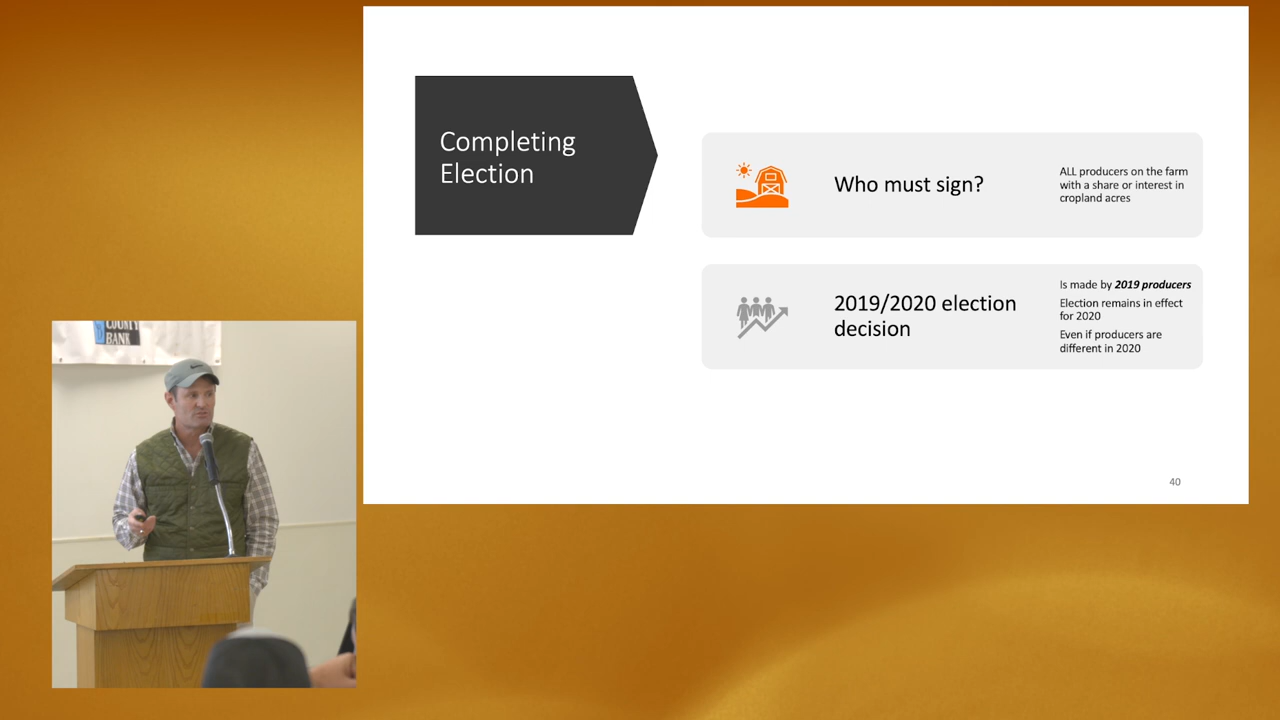 Completing
Election
Who must sign?
ALL producers on the farm
with a share or interest in
cropland acres
2019/2020 election
decision
Is made by 2019 producers
Election remains in effect
for 2020
Even if producers are
different in 2020
40
COUNTY
BANK